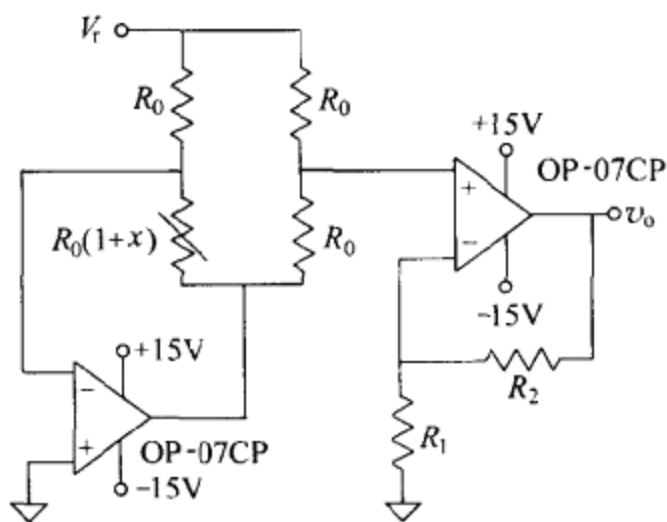 Vr
R0
R0
+15V
OP-07CP
R0(1+x)
R0
+
−
vo
−15V
+15V
R2
−
+
OP-07CP
R1
−15V